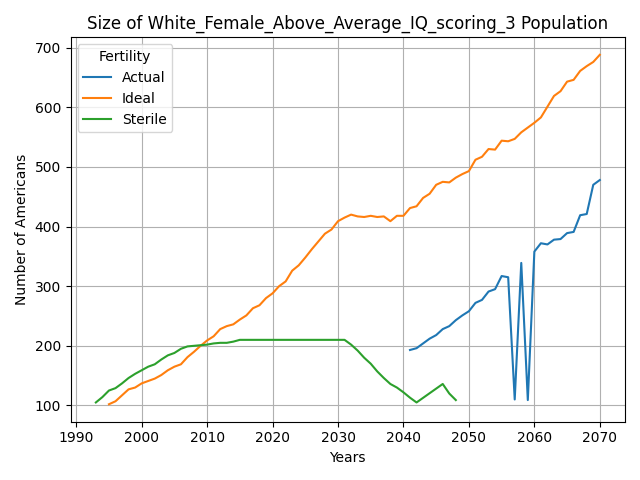 Size of White_Female_Above_Average_IQ_scoring_3 Population
Fertility
Actual
Ideal
Sterile
Number of Americans
700
600
500
400
300
200
100
1990 2000 2010 2020 2030 2040 2050 2060 2070
Years